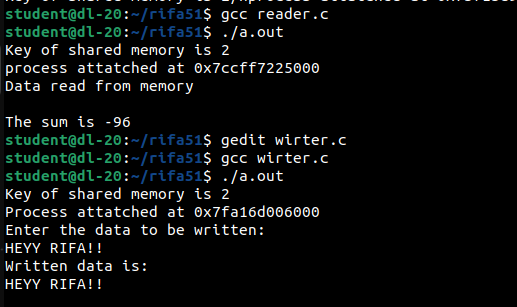 student@dl-20:~/rifa51$ gcc reader.c
student@dl-20:~/rifa51$ ./a.out
Key of shared memory is 2
process attatched at 0x7ccff7225000
Data read from memory
The sum is -96
student@dl-20:~/rifa51$ gedit wirter.c
student@dl-20:~/rifa51$ gcc wirter.c
student@dl-20:~/rifa51$ ./a.out
Key of shared memory is 2
Process attatched at 0x7fa16d006000
Enter the data to be written:
HEYY RIFA!!
Written data is:
HEYY RIFA!!